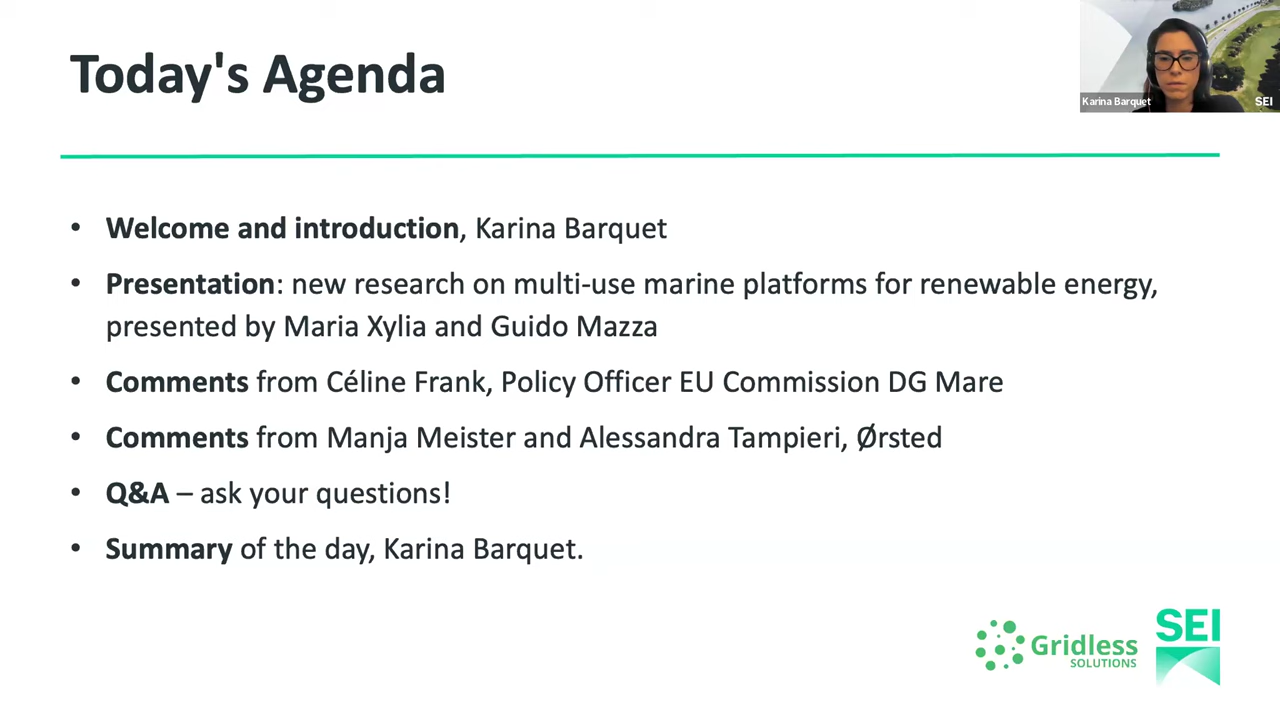 Today's Agenda
Karina Barquet
SEI
• Welcome and introduction, Karina Barquet
• Presentation: new research on multi-use marine platforms for renewable energy,
presented by Maria Xylia and Guido Mazza
• Comments from Céline Frank, Policy Officer EU Commission DG Mare
• Comments from Manja Meister and Alessandra Tampieri, Ørsted
• Q&A – ask your questions!
• Summary of the day, Karina Barquet.
Gridless
SOLUTIONS
SEI